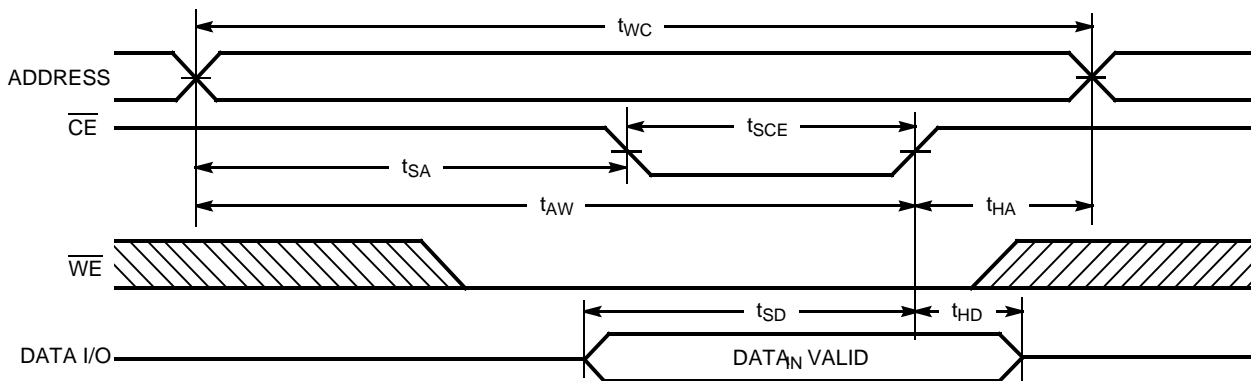 tWC
ADDRESS
CE
tSCE
tSA
tAW
tHA
WE
tSD
tHD
DATA I/O
DATAIN VALID